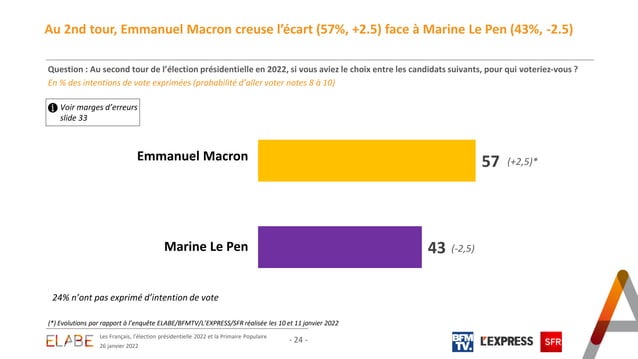 Au 2nd tour, Emmanuel Macron creuse l'écart (57%, +2.5) face à Marine Le Pen (43%, -2.5)
Question : Au second tour de l'élection présidentielle en 2022, si vous aviez le choix entre les candidats suivants, pour qui voteriez-vous ?
En % des intentions de vote exprimées (probabilité d'aller voter notes 8 à 10)
! Voir marges d'erreurs
slide 33
Emmanuel Macron 57 (+2,5)*
Marine Le Pen 43 (-2,5)
24% n'ont pas exprimé d'intention de vote
(*) Evolutions par rapport à l'enquête ELABE/BFMTV/L'EXPRESS/SFR réalisée les 10 et 11 janvier 2022
ELABE
Les Français, l'élection présidentielle 2022 et la Primaire Populaire
26 janvier 2022
- 24 -
BFM
TV.
L'EXPRESS
SFR